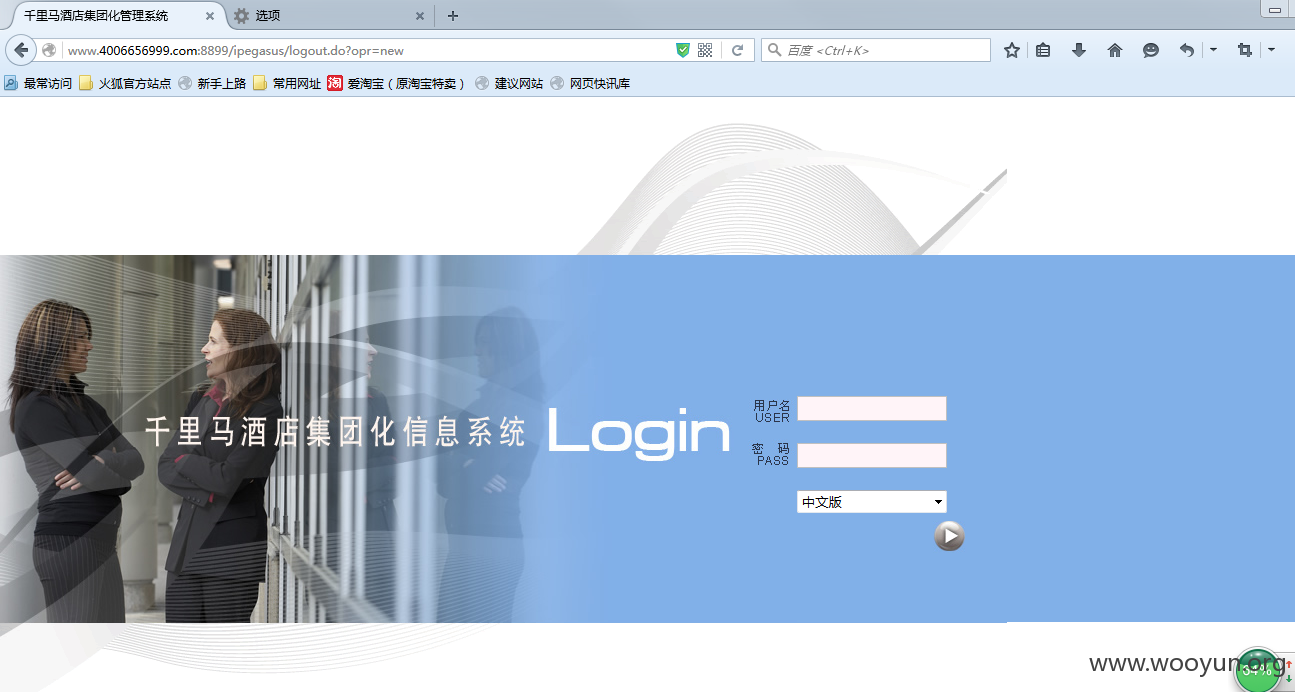 千里马酒店集团化管理系统
选项
www.4006656999.com:8899/ipegasus/logout.do?opr=new
百度 <Ctrl+K>
最常访问 火狐官方站点 新手上路 常用网址 淘 爱淘宝（原淘宝特卖） 建议网站 网页快讯库
千里马酒店集团化信息系统
Login
用户名
USER
密 码
PASS
中文版
www.wooyun.org